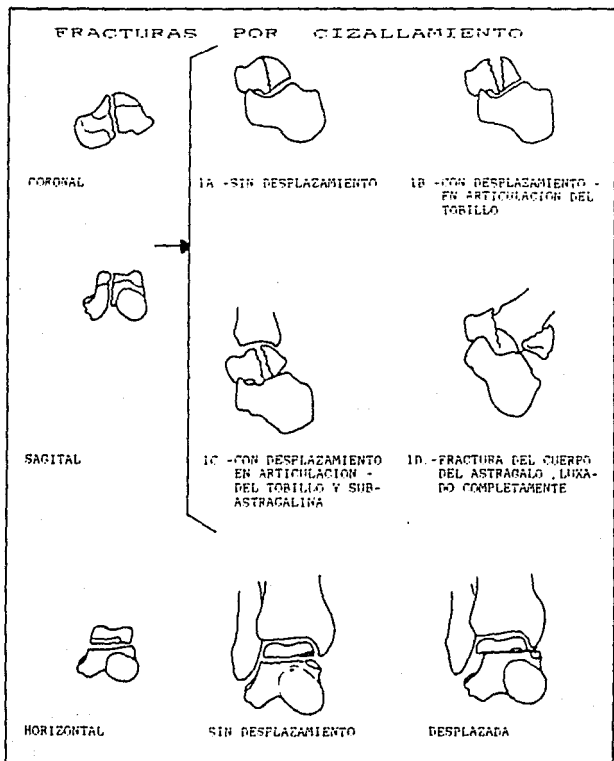 FRACTURAS POR CIZALLAMIENTO
CORONAL
1A -SIN DESPLAZAMIENTO
1B -CON DESPLAZAMIENTO -
EN ARTICULACION DEL
TOBILLO
SAGITAL
1C -CON DESPLAZAMIENTO
EN ARTICULACION -
DEL TOBILLO Y SUB-
ASTRAGALINA
1D.-FRACTURA DEL CUERPO
DEL ASTRAGALO ,LUXA-
DO COMPLETAMENTE
HORIZONTAL
SIN DESPLAZAMIENTO
DESPLAZADA